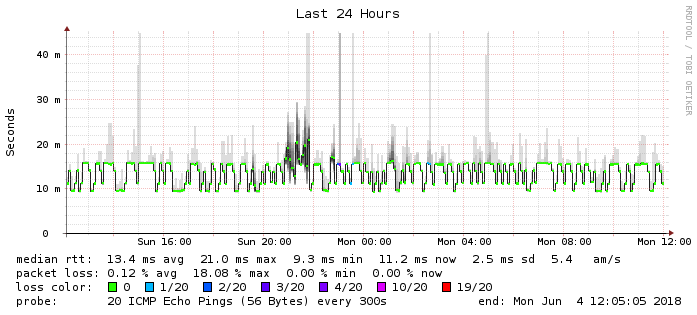 Last 24 Hours
RRDTOOL / TOBI OETIKER
Seconds
40 m
30 m
20 m
10 m
0
Sun 16:00 Sun 20:00 Mon 00:00 Mon 04:00 Mon 08:00 Mon 12:00
median rtt: 13.4 ms avg 21.0 ms max 9.3 ms min 11.2 ms now 2.5 ms sd 5.4 am/s
packet loss: 0.12 % avg 18.08 % max 0.00 % min 0.00 % now
loss color: 0 1/20 2/20 3/20 4/20 10/20 19/20
probe: 20 ICMP Echo Pings (56 Bytes) every 300s end: Mon Jun 4 12:05:05 2018